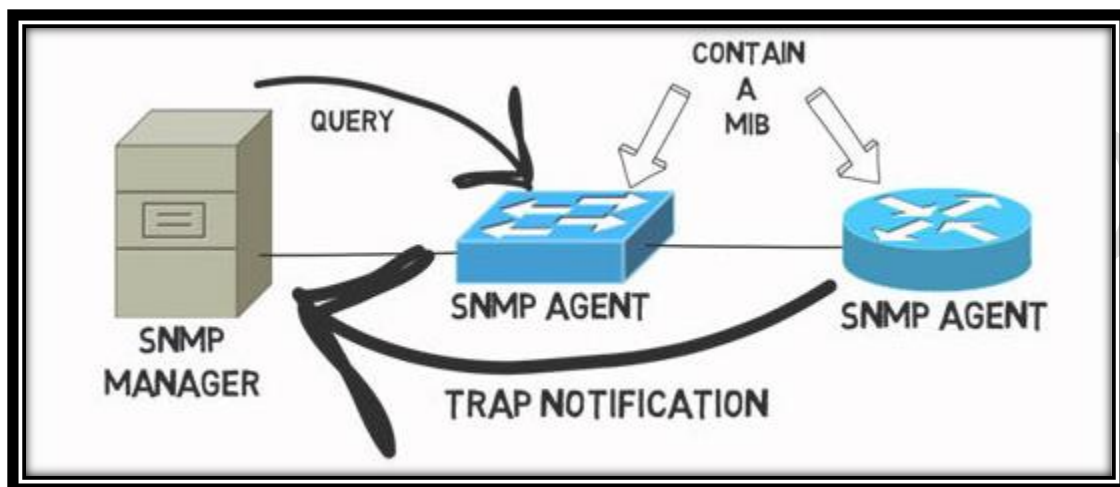 CONTAIN
A
MIB
QUERY
SNMP AGENT
SNMP AGENT
SNMP
MANAGER
TRAP NOTIFICATION